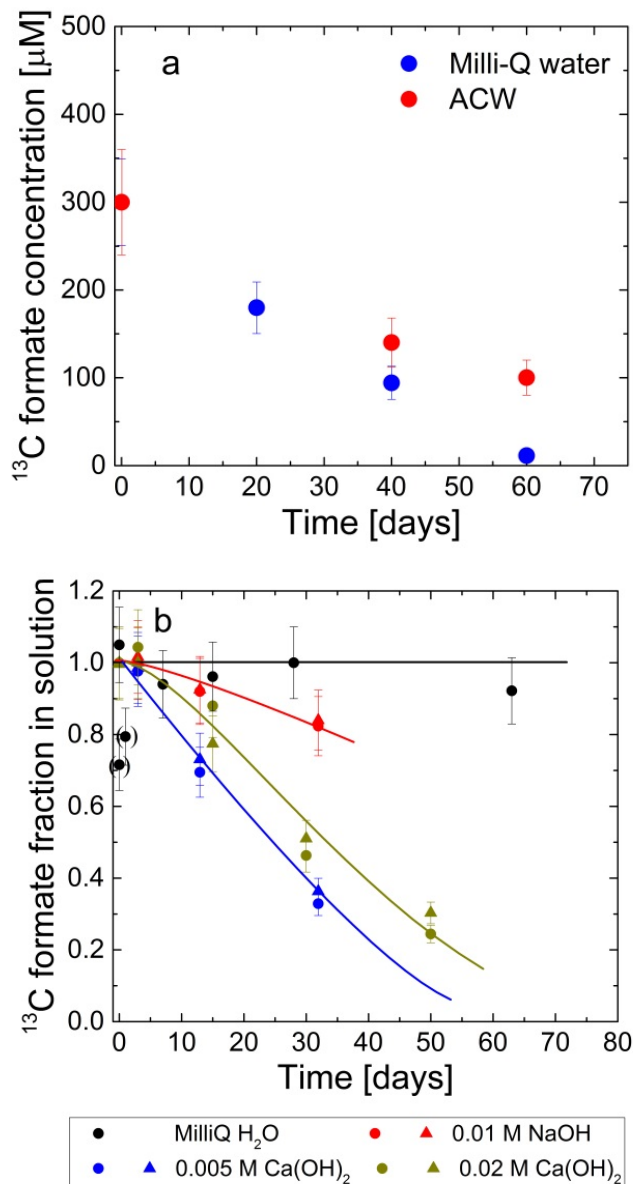 a
Milli-Q water
ACW
¹³C formate concentration [µM]
500
400
300
200
100
0
0 10 20 30 40 50 60 70
Time [days]
b
¹³C formate fraction in solution
1.2
1.0
0.8
0.6
0.4
0.2
0.0
( )
( )
0 10 20 30 40 50 60 70 80
Time [days]
MilliQ H₂O
0.01 M NaOH
0.005 M Ca(OH)₂
0.02 M Ca(OH)₂